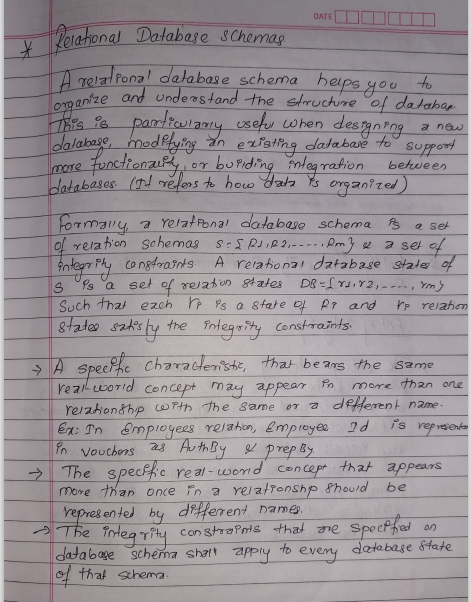 DATE
* Relational Database schemas
A relational database schema helps you to
organize and understand the structure of databas
This is particularly useful when designing a new
database, modifying an existing database to support
more functionality, or building integration between
databases. (It refers to how data is organized)
Formally, a relational database schema is a set
of relation schemas S = {R1, R2, ----, Rm} & a set of
integrity constraints. A relational database states of
S is a set of relation states DB = {r1, r2, ----, rm}
Such that each ri is a state of Ri and ri relation
states satisfy the integrity constraints.
→ A specific characteristic, that bears the same
real-world concept may appear in more than one
relationship with the same or a different name.
Ex: In Employees relation, Employee Id is represente
in vouchers as AuthBy & prepBy
→ The specific real-world concept that appears
more than once in a relationship should be
represented by different names.
→ The integrity constraints that are specified on
database schema shall apply to every database state
of that schema.